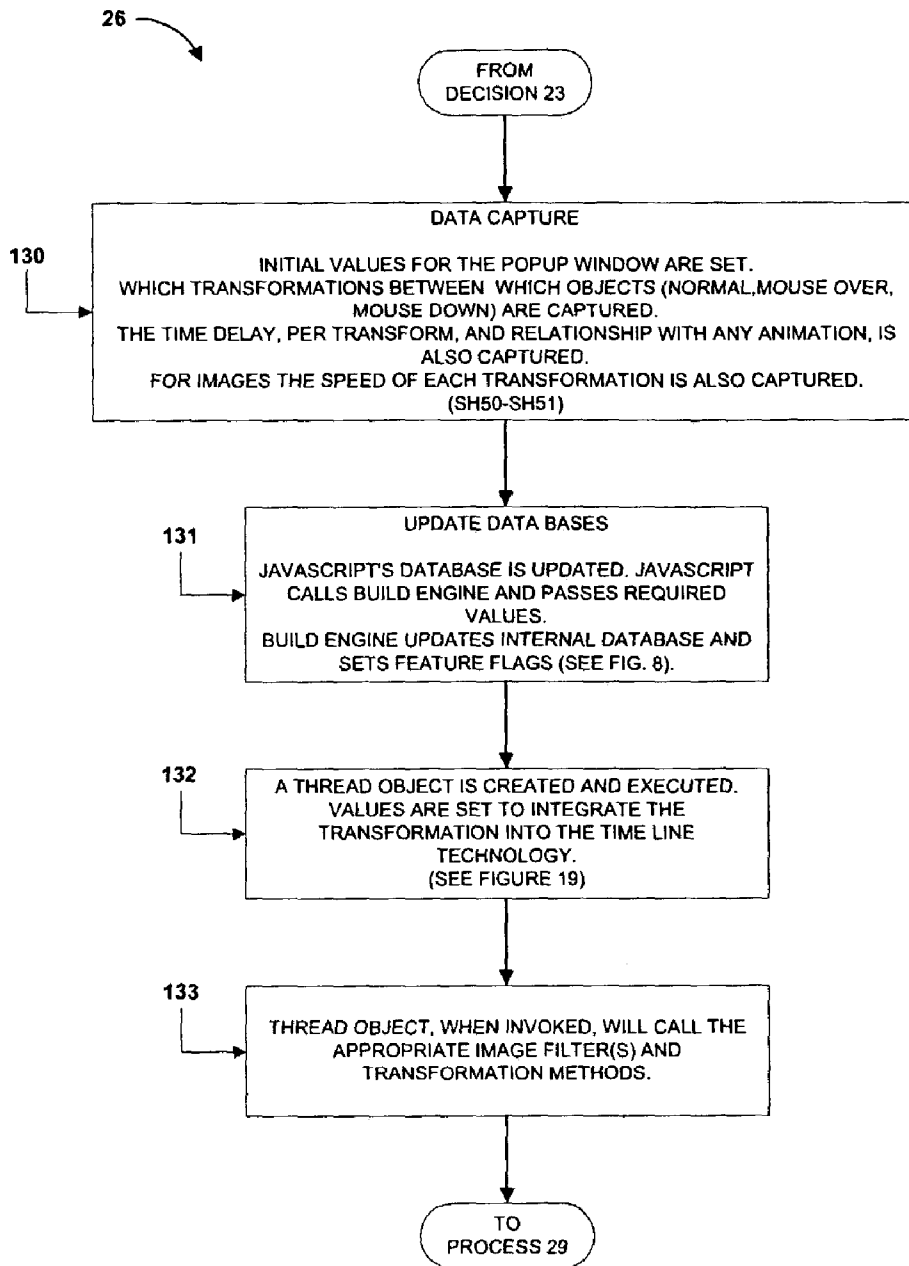 26
FROM
DECISION 23
130
DATA CAPTURE
INITIAL VALUES FOR THE POPUP WINDOW ARE SET.
WHICH TRANSFORMATIONS BETWEEN WHICH OBJECTS (NORMAL,MOUSE OVER,
MOUSE DOWN) ARE CAPTURED.
THE TIME DELAY, PER TRANSFORM, AND RELATIONSHIP WITH ANY ANIMATION, IS
ALSO CAPTURED.
FOR IMAGES THE SPEED OF EACH TRANSFORMATION IS ALSO CAPTURED.
(SH50-SH51)
131
UPDATE DATA BASES
JAVASCRIPT'S DATABASE IS UPDATED. JAVASCRIPT
CALLS BUILD ENGINE AND PASSES REQUIRED
VALUES.
BUILD ENGINE UPDATES INTERNAL DATABASE AND
SETS FEATURE FLAGS (SEE FIG. 8).
132
A THREAD OBJECT IS CREATED AND EXECUTED.
VALUES ARE SET TO INTEGRATE THE
TRANSFORMATION INTO THE TIME LINE
TECHNOLOGY.
(SEE FIGURE 19)
133
THREAD OBJECT, WHEN INVOKED, WILL CALL THE
APPROPRIATE IMAGE FILTER(S) AND
TRANSFORMATION METHODS.
TO
PROCESS 29